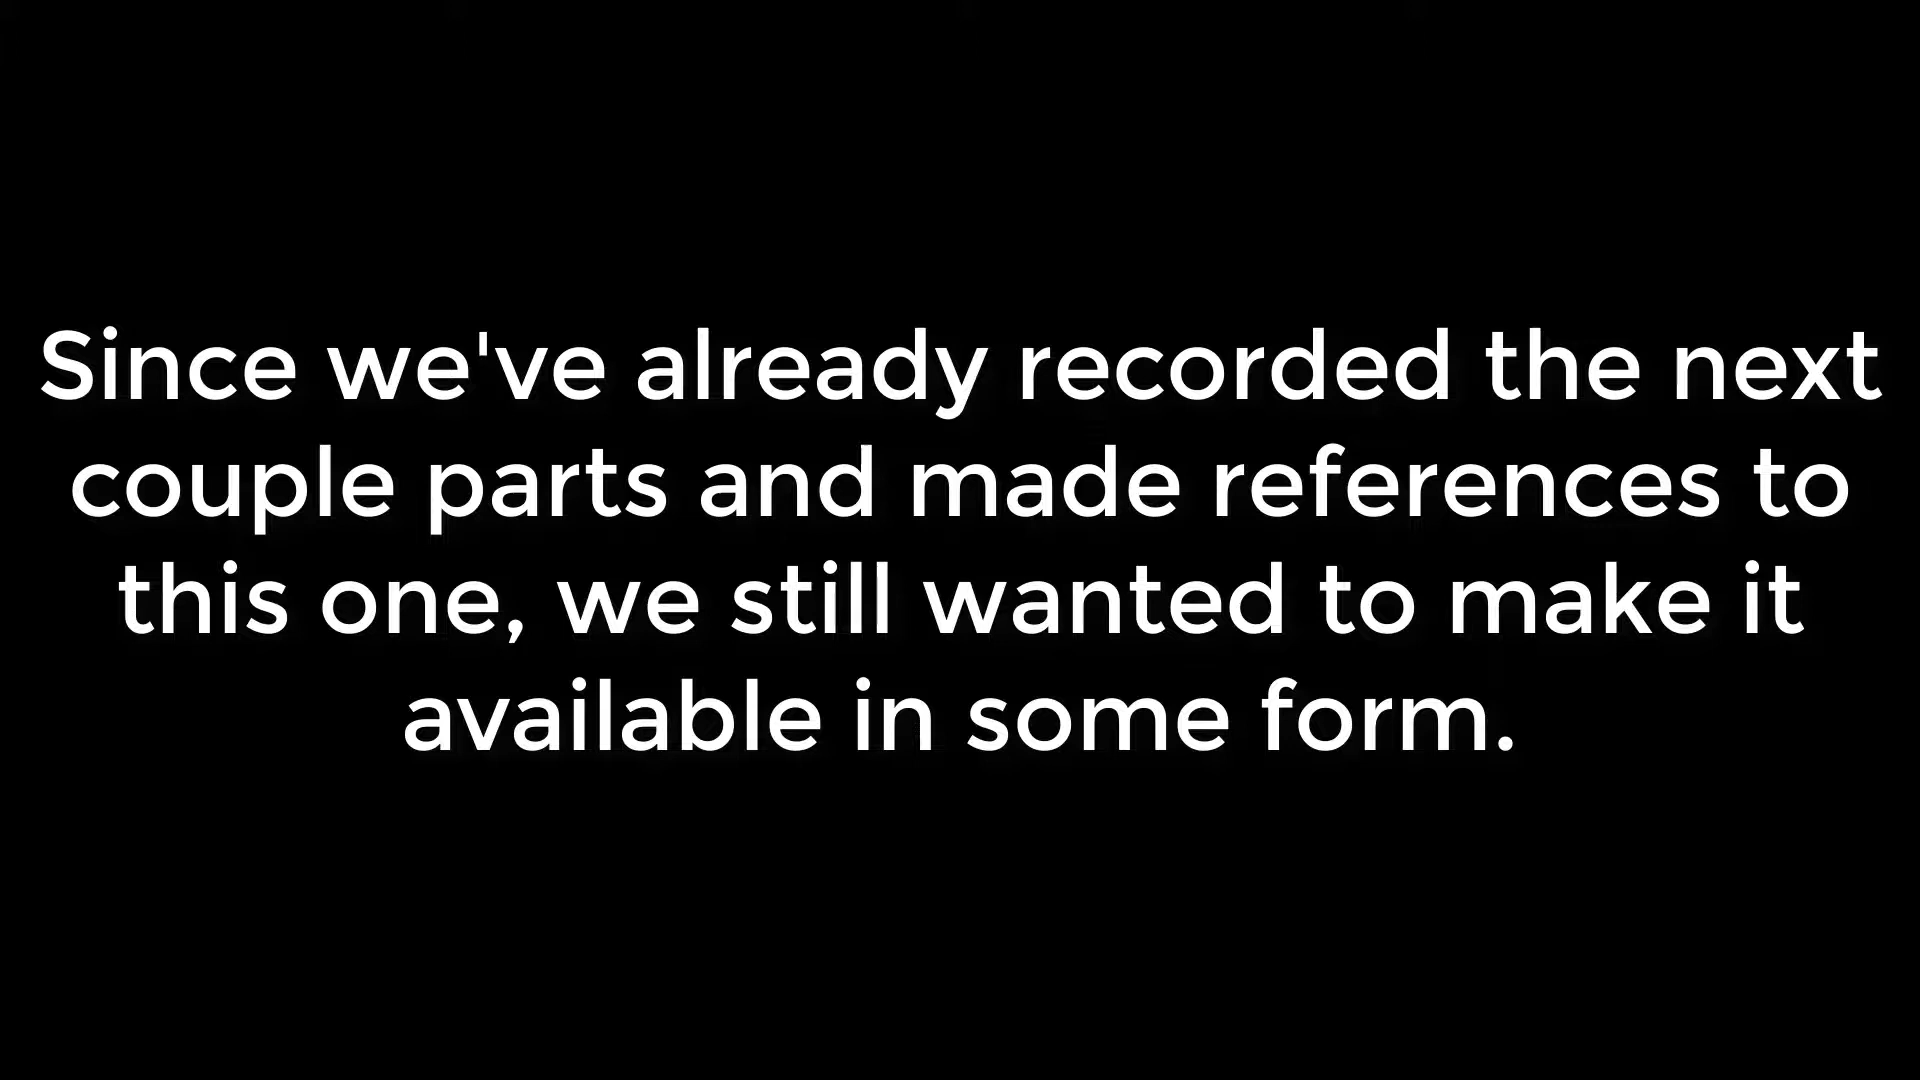 Since we've already recorded the next
couple parts and made references to
this one, we still wanted to make it
available in some form.